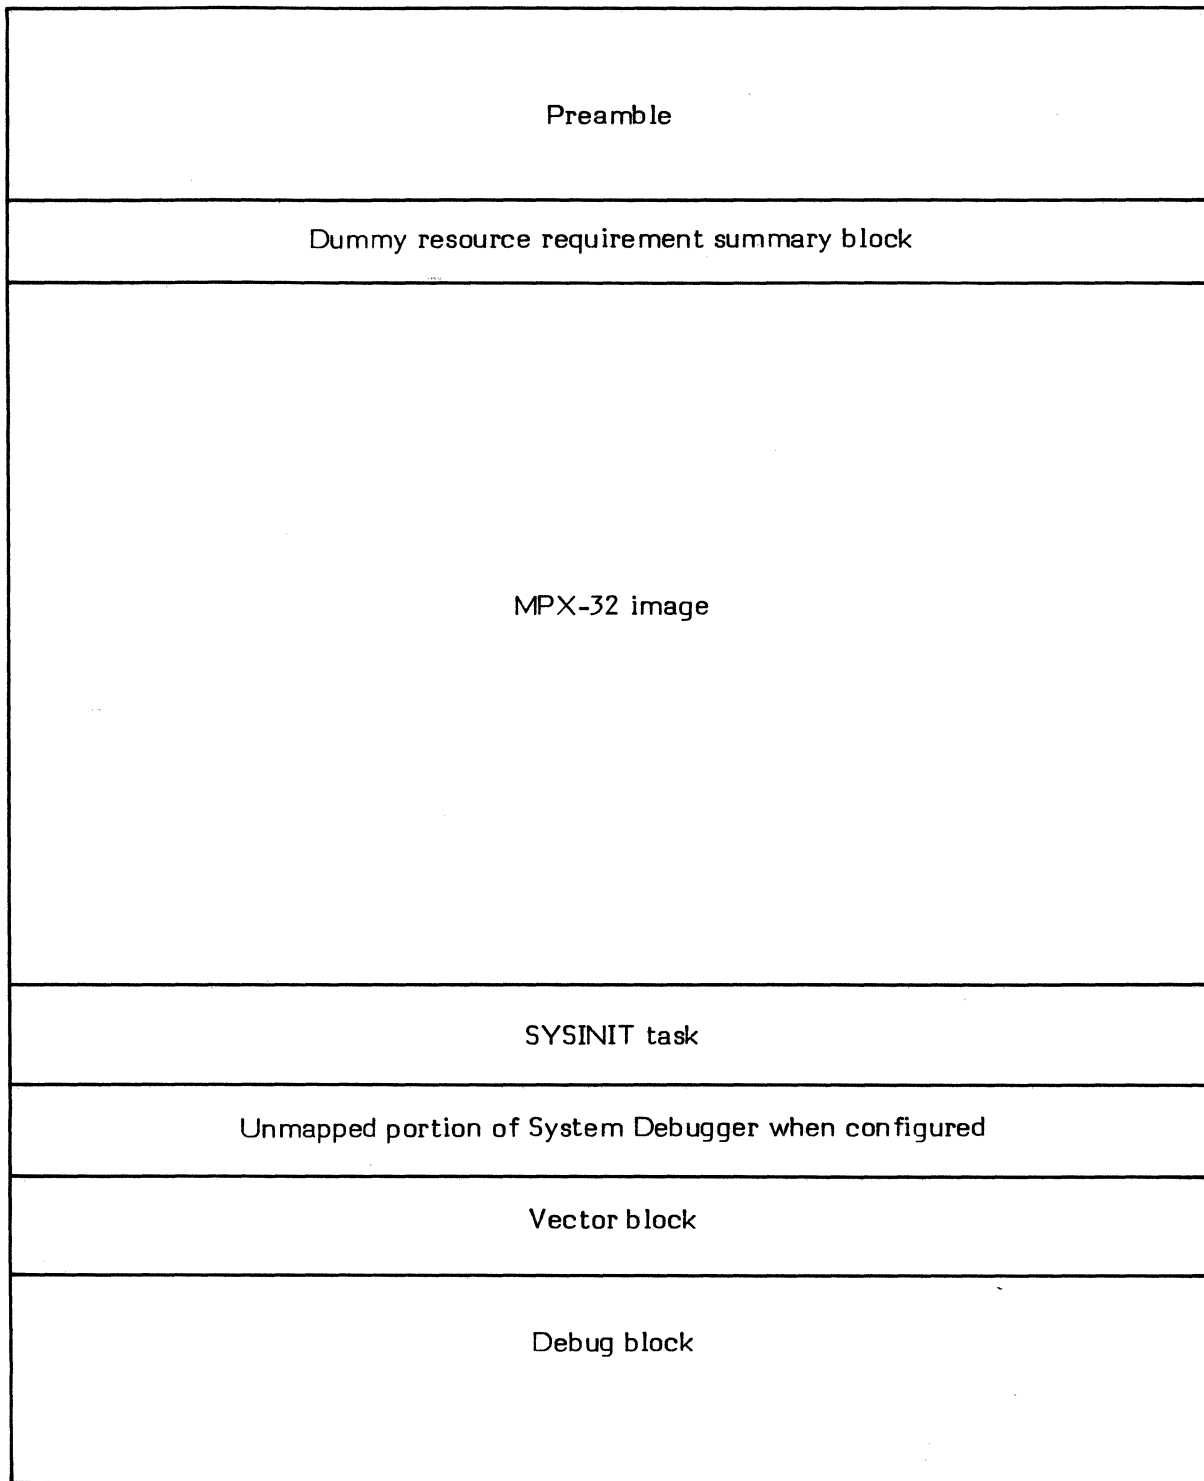 Preamble
Dummy resource requirement summary block
MPX-32 image
SYSINIT task
Unmapped portion of System Debugger when configured
Vector block
Debug block